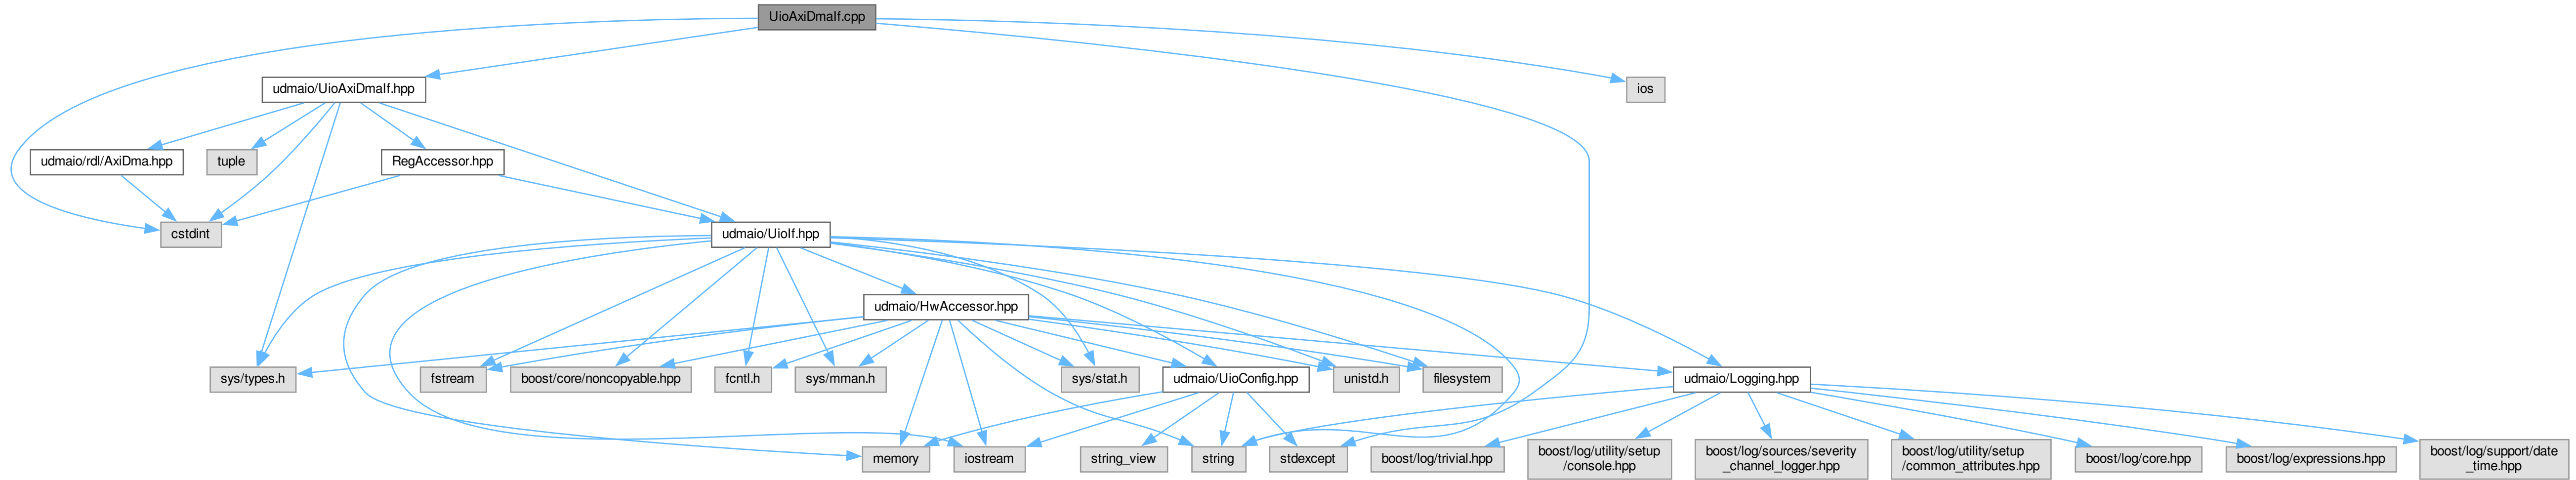 UioAxiDmaIf.cpp
udmaio/UioAxiDmaIf.hpp
ios
udmaio/rdl/AxiDma.hpp
tuple
RegAccessor.hpp
cstdint
udmaio/UioIf.hpp
udmaio/HwAccessor.hpp
sys/types.h
fstream
boost/core/noncopyable.hpp
fcntl.h
sys/mman.h
sys/stat.h
udmaio/UioConfig.hpp
unistd.h
filesystem
udmaio/Logging.hpp
memory
iostream
string_view
string
stdexcept
boost/log/trivial.hpp
boost/log/utility/setup
/console.hpp
boost/log/sources/severity
_channel_logger.hpp
boost/log/utility/setup
/common_attributes.hpp
boost/log/core.hpp
boost/log/expressions.hpp
boost/log/support/date
_time.hpp